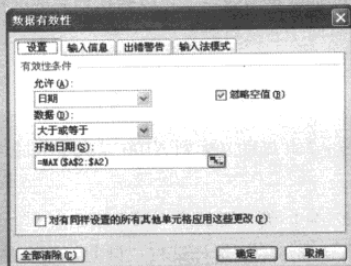 数据有效性
设置 输入信息 出错警告 输入法模式
有效性条件
允许(A):
日期
忽略空值(B)
数据(D):
大于或等于
开始日期(S):
=MAX($A$2:$A2)
对有同样设置的所有其他单元格应用这些更改(P)
全部清除(C) 确定 取消